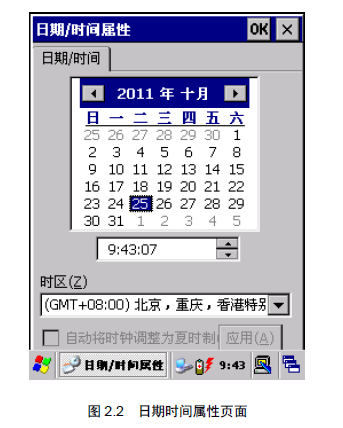 日期/时间属性 OK ×
日期/时间
2011 年 十月
日 一 二 三 四 五 六
25 26 27 28 29 30 1
2 3 4 5 6 7 8
9 10 11 12 13 14 15
16 17 18 19 20 21 22
23 24 25 26 27 28 29
30 31 1 2 3 4 5
9:43:07
时区(Z)
(GMT+08:00) 北京，重庆，香港特别
自动将时钟调整为夏时制( 应用(A)
日期/时间属性 9:43
图 2.2 日期时间属性页面